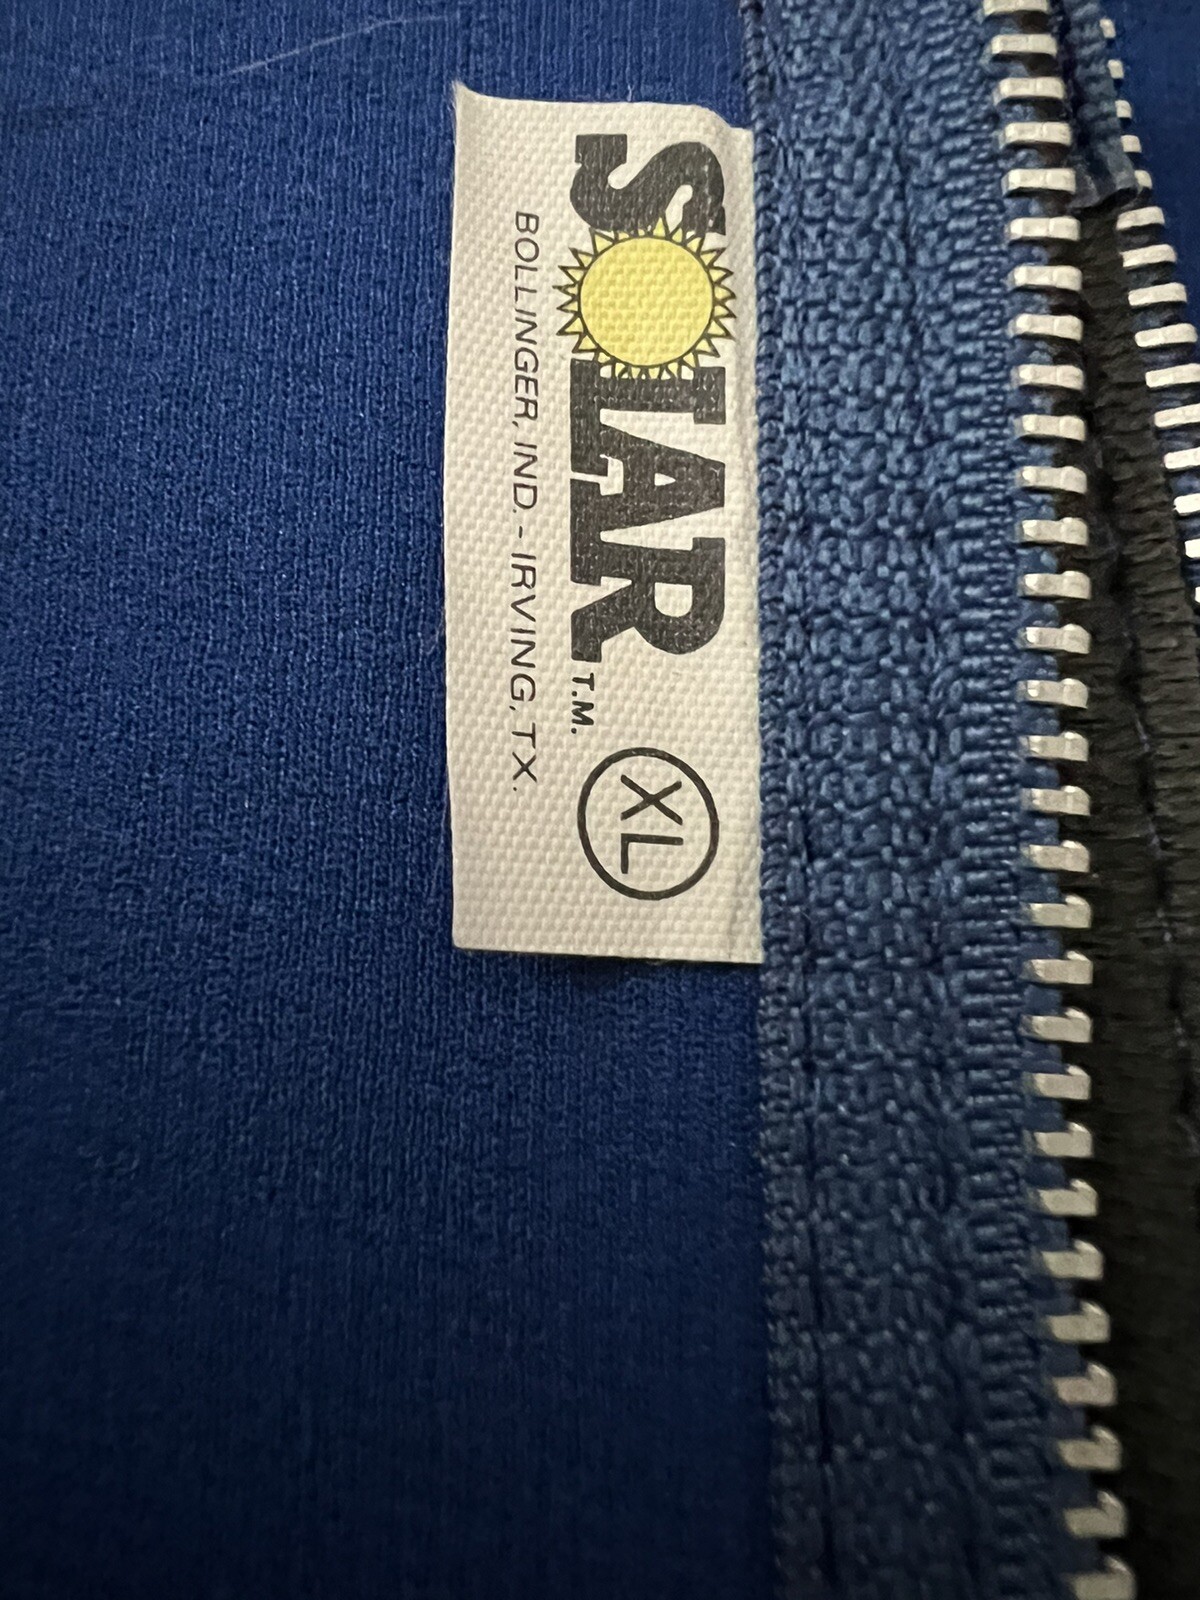 SOLAR T.M. XL
BOLLINGER, IND. - IRVING, TX.